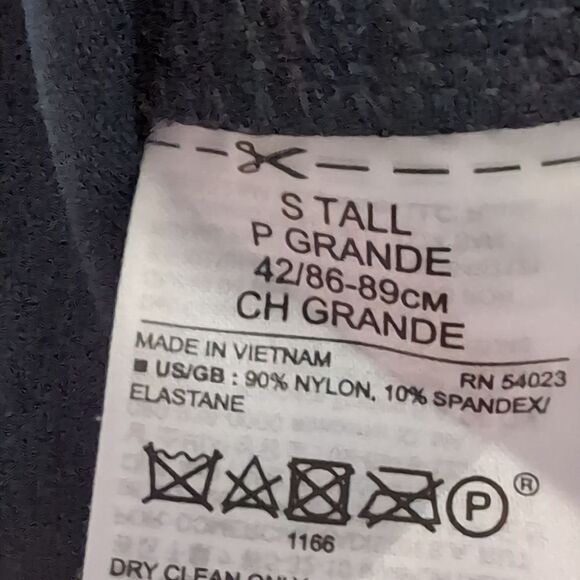 S TALL
P GRANDE
42/86-89CM
CH GRANDE
MADE IN VIETNAM
RN 54023
■ US/GB : 90% NYLON, 10% SPANDEX/
ELASTANE
P ®
1166
DRY CLEAN ONLY